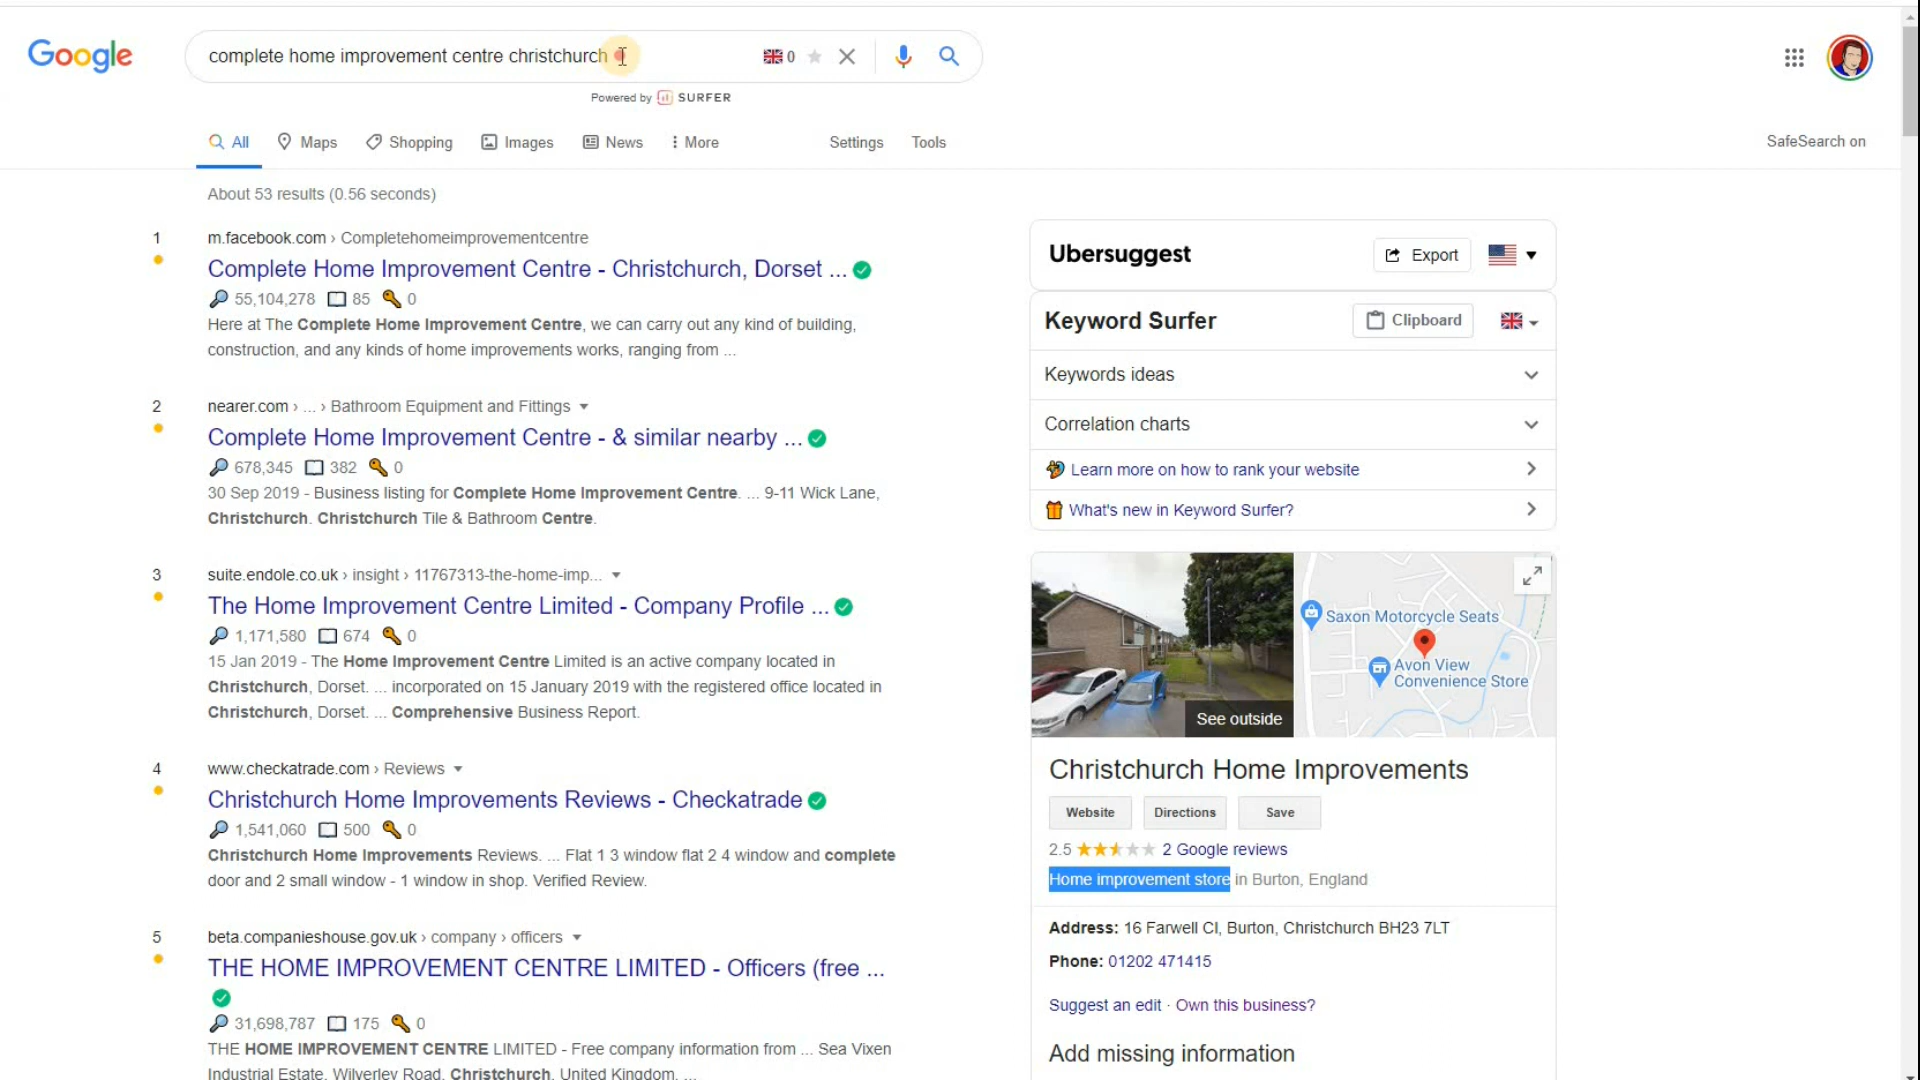 Google
complete home improvement centre christchurch
0
Powered by SURFER
All Maps Shopping Images News More Settings Tools
SafeSearch on
About 53 results (0.56 seconds)
1
m.facebook.com › Completehomeimprovementcentre
Complete Home Improvement Centre - Christchurch, Dorset ...
55,104,278 85 0
Here at The Complete Home Improvement Centre, we can carry out any kind of building,
construction, and any kinds of home improvements works, ranging from ...
2
nearer.com › ... › Bathroom Equipment and Fittings
Complete Home Improvement Centre - & similar nearby ...
678,345 382 0
30 Sep 2019 - Business listing for Complete Home Improvement Centre. ... 9-11 Wick Lane,
Christchurch. Christchurch Tile & Bathroom Centre.
3
suite.endole.co.uk › insight › 11767313-the-home-imp...
The Home Improvement Centre Limited - Company Profile ...
1,171,580 674 0
15 Jan 2019 - The Home Improvement Centre Limited is an active company located in
Christchurch, Dorset. ... incorporated on 15 January 2019 with the registered office located in
Christchurch, Dorset. ... Comprehensive Business Report.
4
www.checkatrade.com › Reviews
Christchurch Home Improvements Reviews - Checkatrade
1,541,060 500 0
Christchurch Home Improvements Reviews. ... Flat 1 3 window flat 2 4 window and complete
door and 2 small window - 1 window in shop. Verified Review.
5
beta.companieshouse.gov.uk › company › officers
THE HOME IMPROVEMENT CENTRE LIMITED - Officers (free ...
31,698,787 175 0
THE HOME IMPROVEMENT CENTRE LIMITED - Free company information from ... Sea Vixen
Industrial Estate, Wilverley Road, Christchurch, United Kingdom. ...
Ubersuggest
Export
Keyword Surfer
Clipboard
Keywords ideas
Correlation charts
Learn more on how to rank your website
What's new in Keyword Surfer?
See outside
Saxon Motorcycle Seats
Avon View
Convenience Store
Christchurch Home Improvements
Website Directions Save
2.5 2 Google reviews
Home improvement store in Burton, England
Address: 16 Farwell Cl, Burton, Christchurch BH23 7LT
Phone: 01202 471415
Suggest an edit · Own this business?
Add missing information